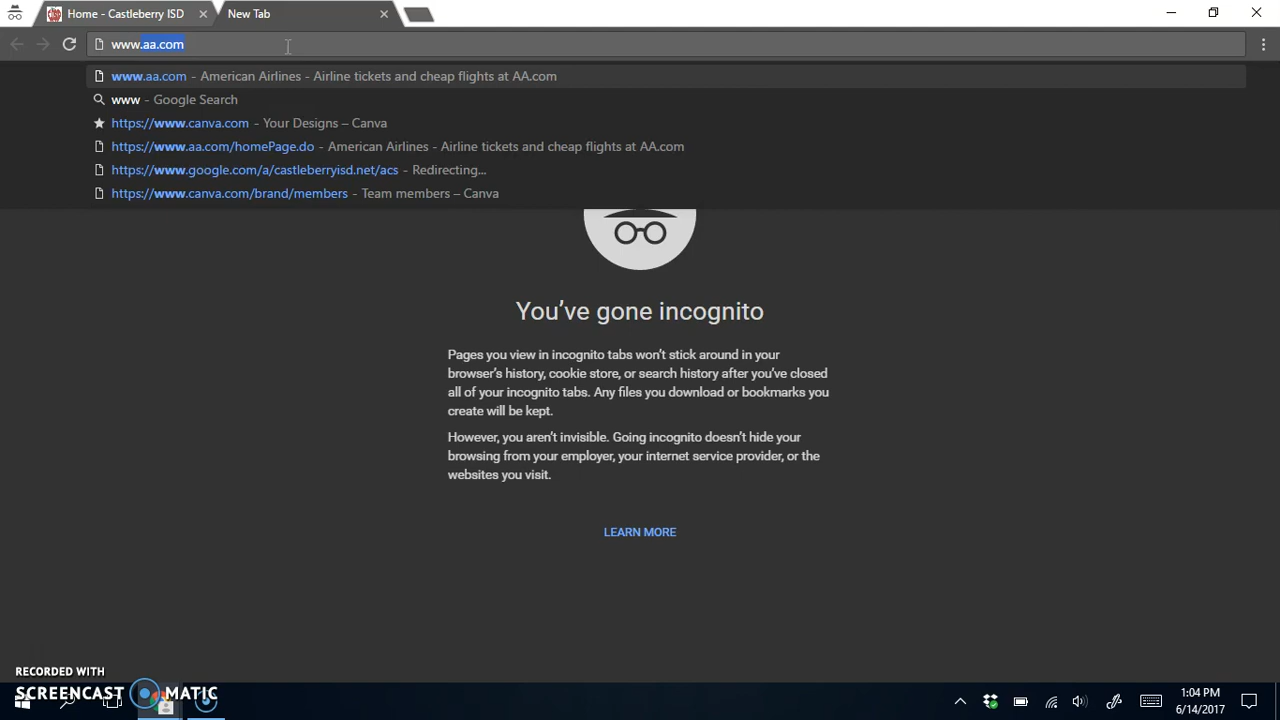 Home - Castleberry ISD
New Tab
www.aa.com
www.aa.com - American Airlines - Airline tickets and cheap flights at AA.com
www - Google Search
https://www.canva.com - Your Designs – Canva
https://www.aa.com/homePage.do - American Airlines - Airline tickets and cheap flights at AA.com
https://www.google.com/a/castleberryisd.net/acs - Redirecting...
https://www.canva.com/brand/members - Team members – Canva
You've gone incognito
Pages you view in incognito tabs won't stick around in your
browser's history, cookie store, or search history after you've closed
all of your incognito tabs. Any files you download or bookmarks you
create will be kept.
However, you aren't invisible. Going incognito doesn't hide your
browsing from your employer, your internet service provider, or the
websites you visit.
LEARN MORE
RECORDED WITH
SCREENCAST MATIC
1:04 PM
6/14/2017